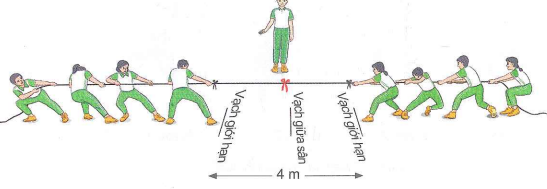 Vạch giới hạn
Vạch giữa sân
Vạch giới hạn
4 m